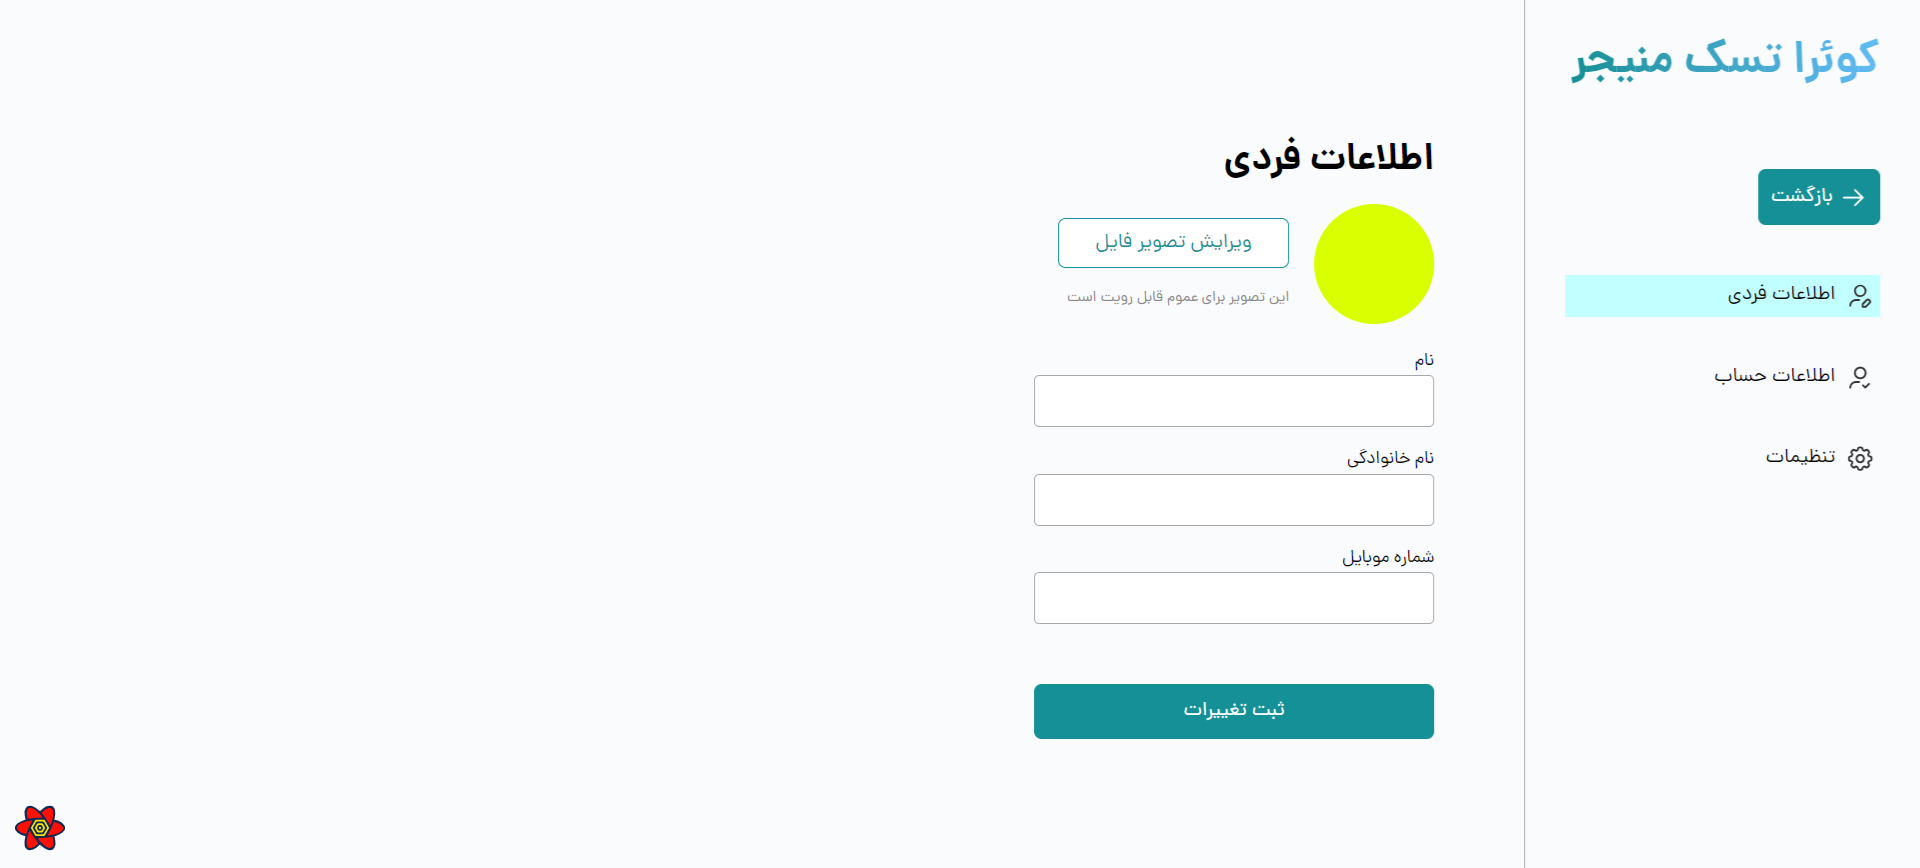 کوئرا تسک منیجر
بازگشت
اطلاعات فردی
اطلاعات حساب
تنظیمات
اطلاعات فردی
ویرایش تصویر فایل
این تصویر برای عموم قابل رویت است
نام
نام خانوادگی
شماره موبایل
ثبت تغییرات